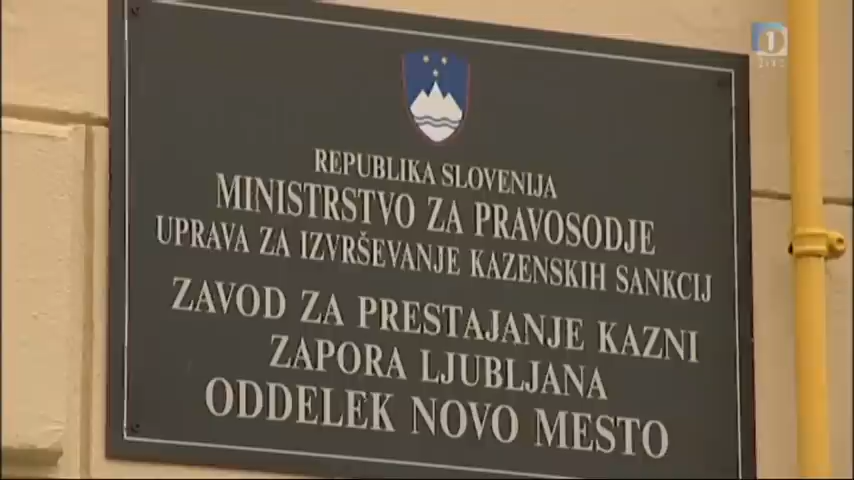 1
REPUBLIKA SLOVENIJA
MINISTRSTVO ZA PRAVOSODJE
UPRAVA ZA IZVRŠEVANJE KAZENSKIH SANKCIJ
ZAVOD ZA PRESTAJANJE KAZNI
ZAPORA LJUBLJANA
ODDELEK NOVO MESTO